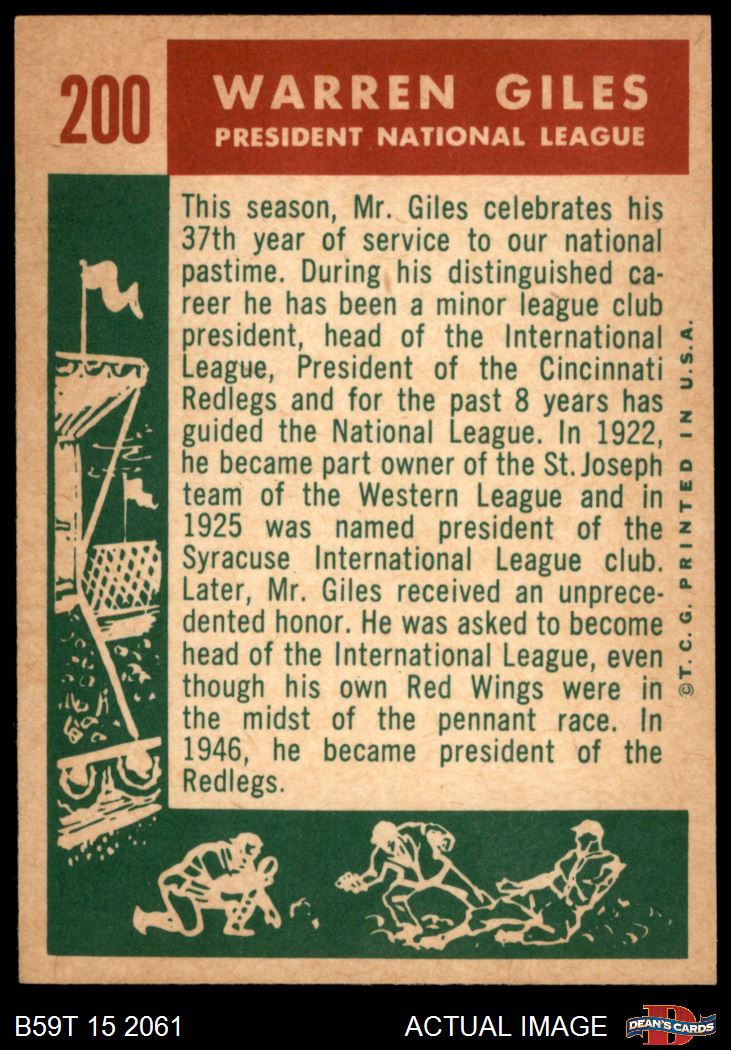 200
WARREN GILES
PRESIDENT NATIONAL LEAGUE
This season, Mr. Giles celebrates his
37th year of service to our national
pastime. During his distinguished ca-
reer he has been a minor league club
president, head of the International
League, President of the Cincinnati
Redlegs and for the past 8 years has
guided the National League. In 1922,
he became part owner of the St. Joseph
team of the Western League and in
1925 was named president of the
Syracuse International League club.
Later, Mr. Giles received an unprece-
dented honor. He was asked to become
head of the International League, even
though his own Red Wings were in
the midst of the pennant race. In
1946, he became president of the
Redlegs.
©T. C. G. PRINTED IN U.S.A.
B59T 15 2061
ACTUAL IMAGE
D
DEAN'S CARDS